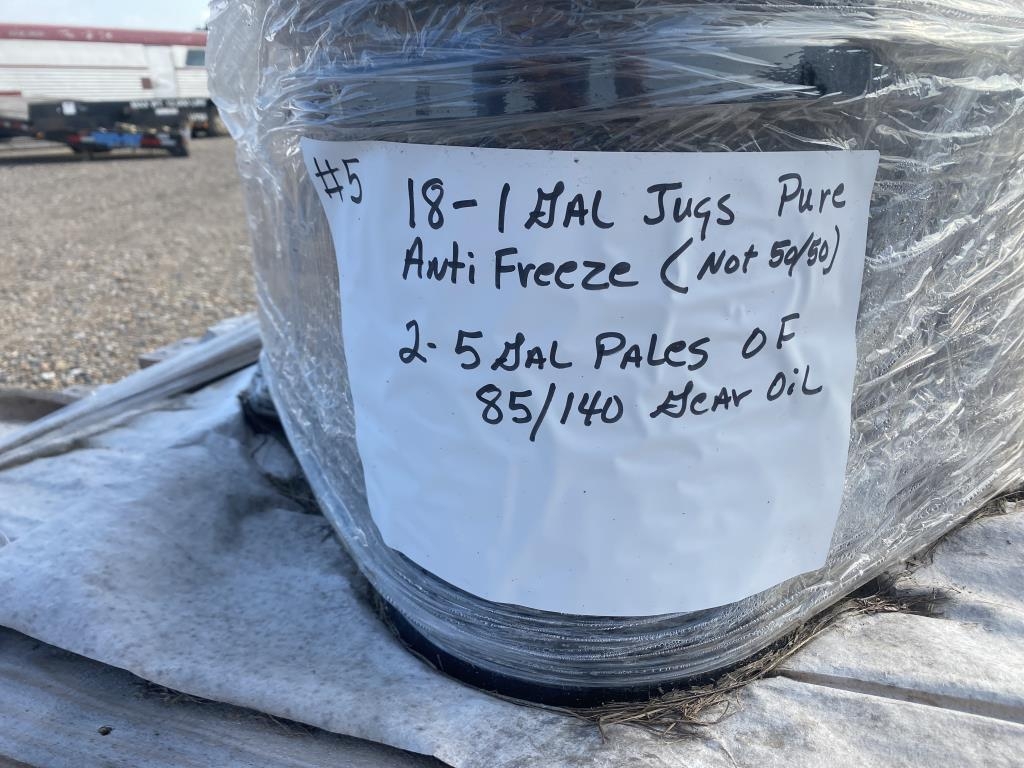 #5
18-1 GAL Jugs Pure
Anti Freeze (Not 50/50)
2-5 GAL PALes OF
85/140 Gear OiL